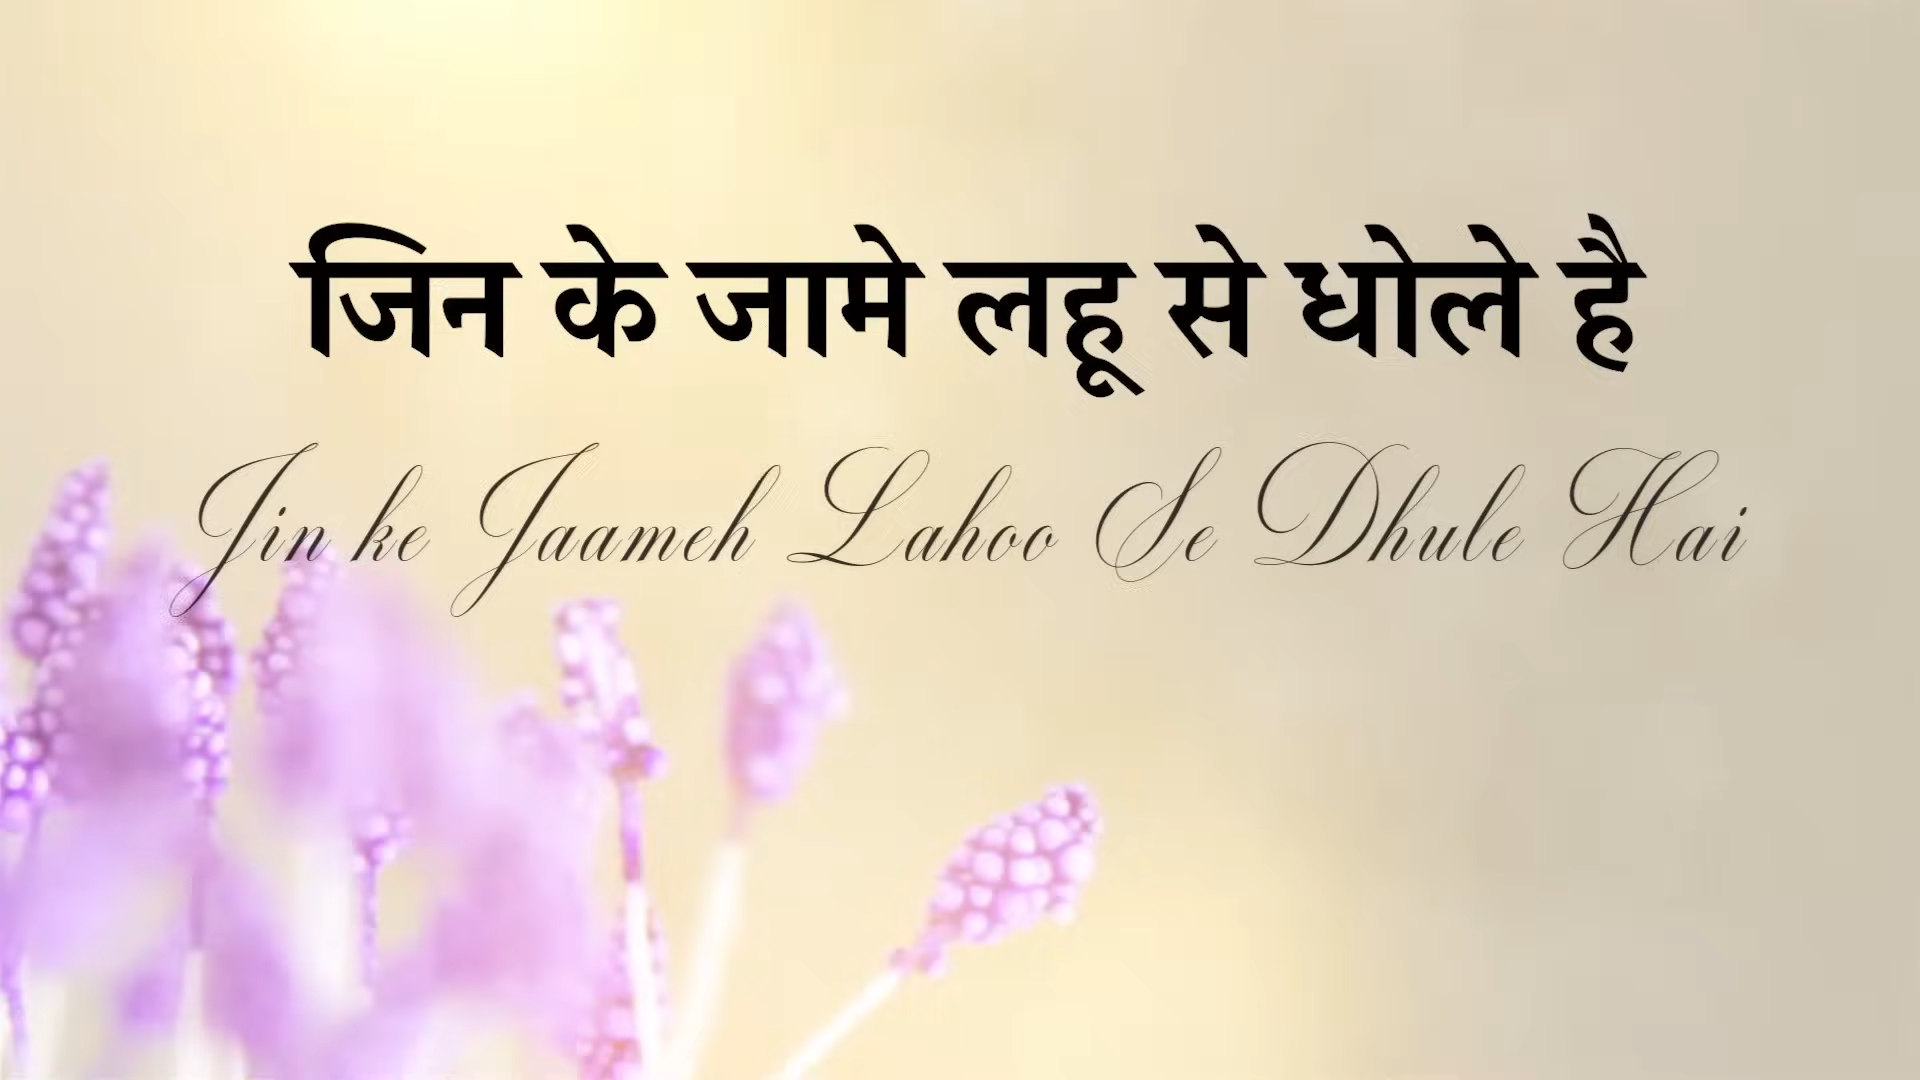 जिन के जामे लहू से धोले है
Jin ke Jaameh Lahoo Se Dhule Hai